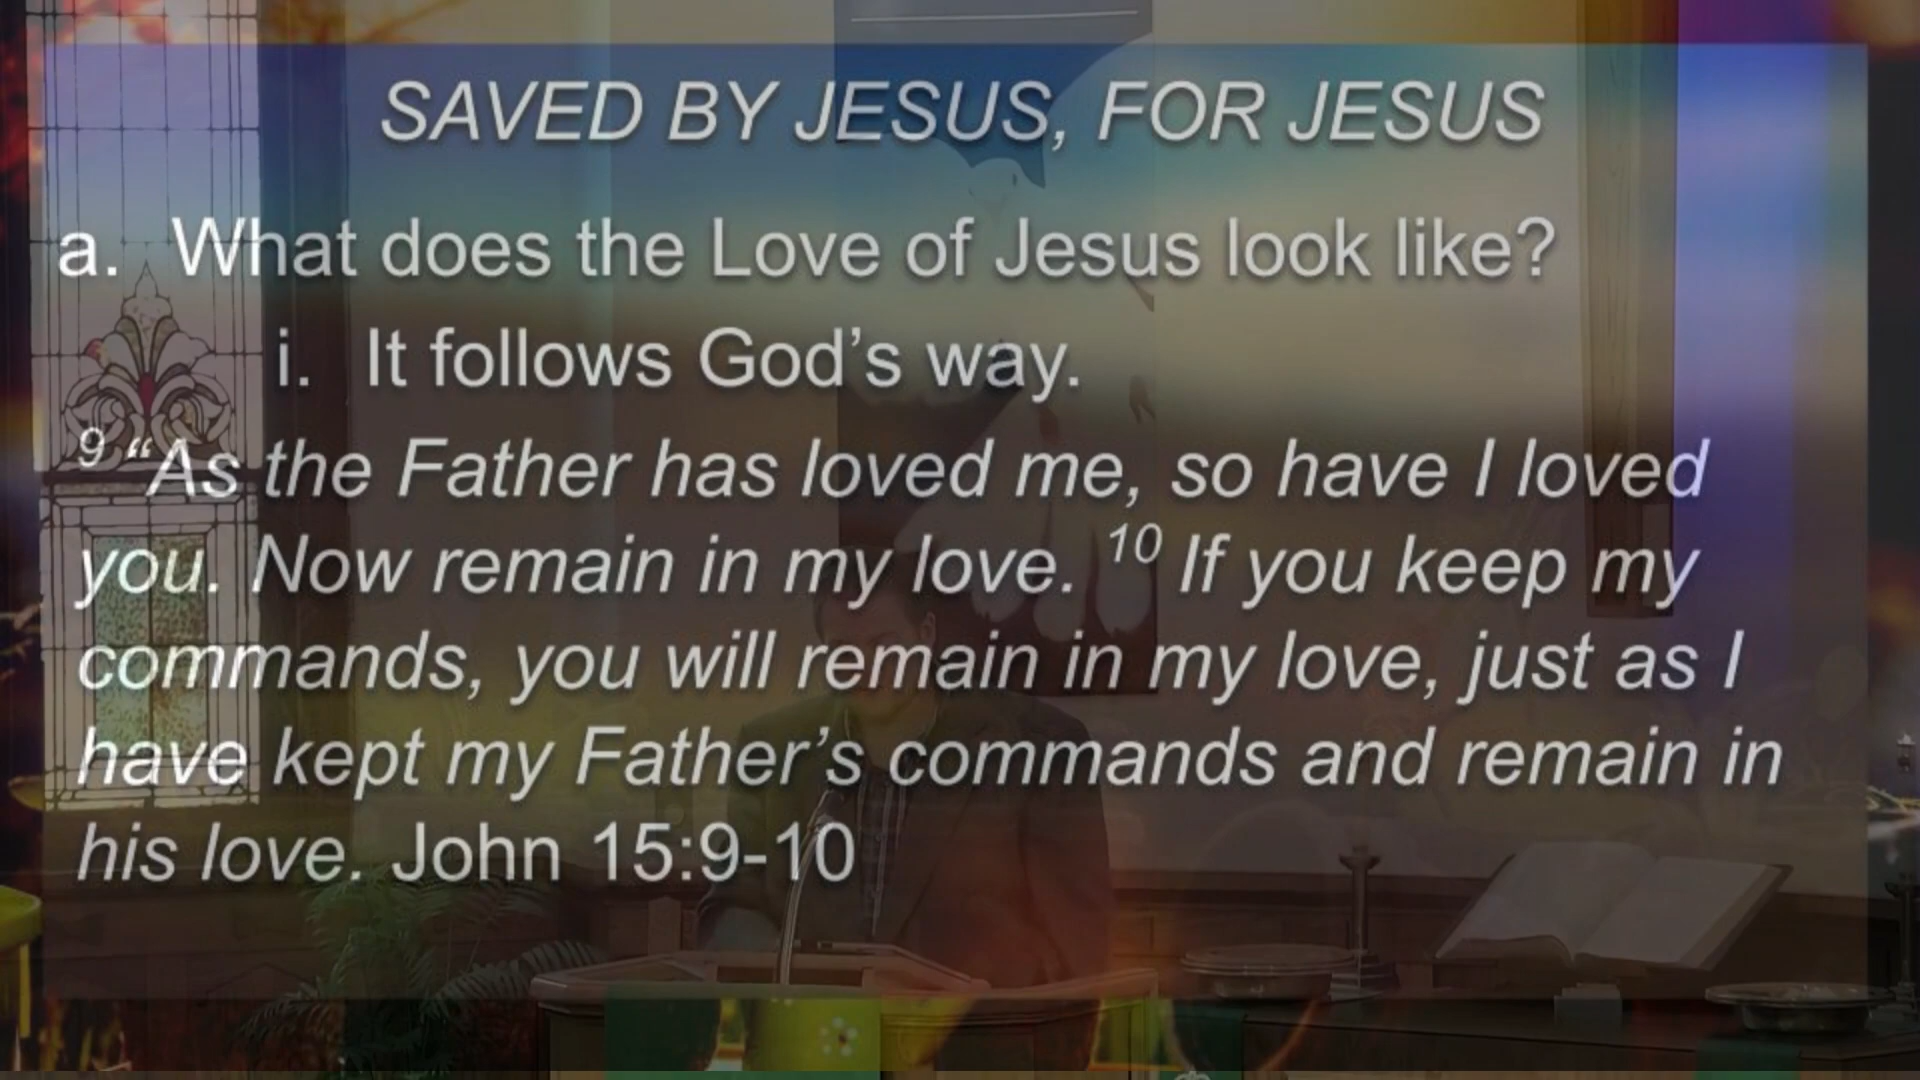 SAVED BY JESUS, FOR JESUS
a. What does the Love of Jesus look like?
i. It follows God’s way.
9 “As the Father has loved me, so have I loved
you. Now remain in my love. 10 If you keep my
commands, you will remain in my love, just as I
have kept my Father’s commands and remain in
his love. John 15:9-10